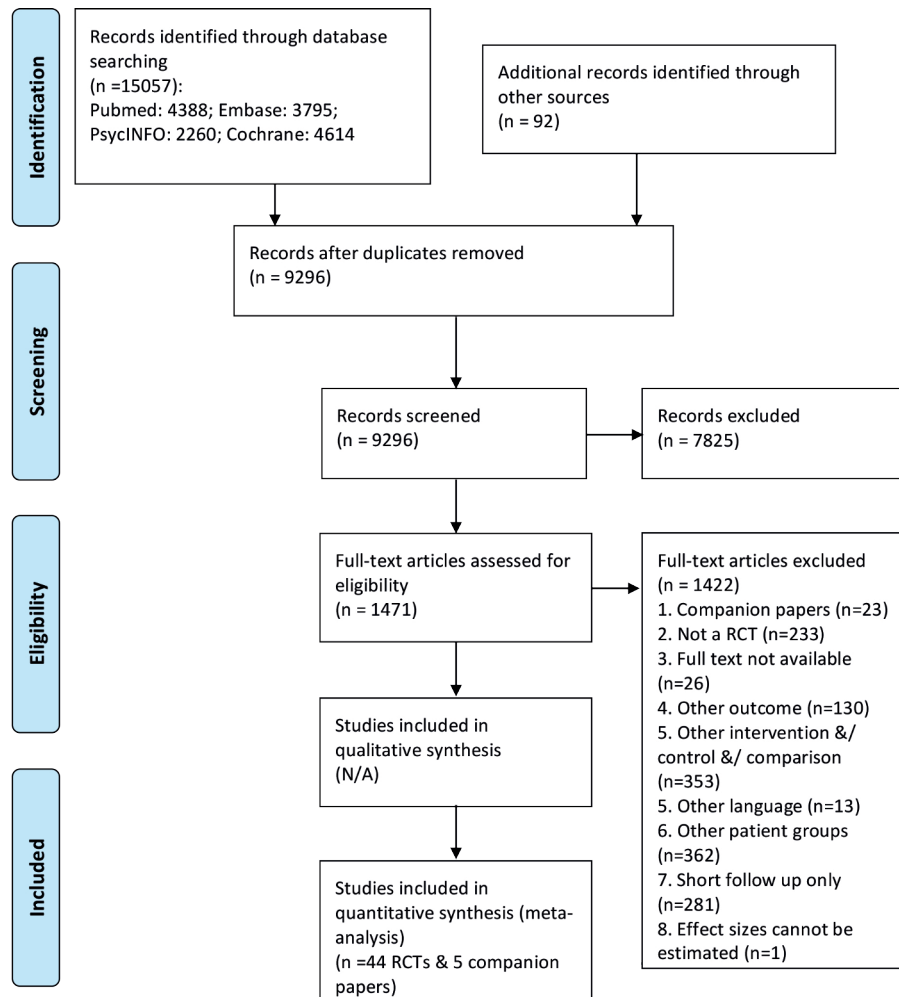 Identification
Records identified through database
searching
(n =15057):
Pubmed: 4388; Embase: 3795;
PsycINFO: 2260; Cochrane: 4614
Additional records identified through
other sources
(n = 92)
Records after duplicates removed
(n = 9296)
Screening
Records screened
(n = 9296)
Records excluded
(n = 7825)
Eligibility
Full-text articles assessed for
eligibility
(n = 1471)
Full-text articles excluded
(n = 1422)
1. Companion papers (n=23)
2. Not a RCT (n=233)
3. Full text not available
(n=26)
4. Other outcome (n=130)
5. Other intervention &/
control &/ comparison
(n=353)
5. Other language (n=13)
6. Other patient groups
(n=362)
7. Short follow up only
(n=281)
8. Effect sizes cannot be
estimated (n=1)
Studies included in
qualitative synthesis
(N/A)
Included
Studies included in
quantitative synthesis (meta-
analysis)
(n =44 RCTs & 5 companion
papers)